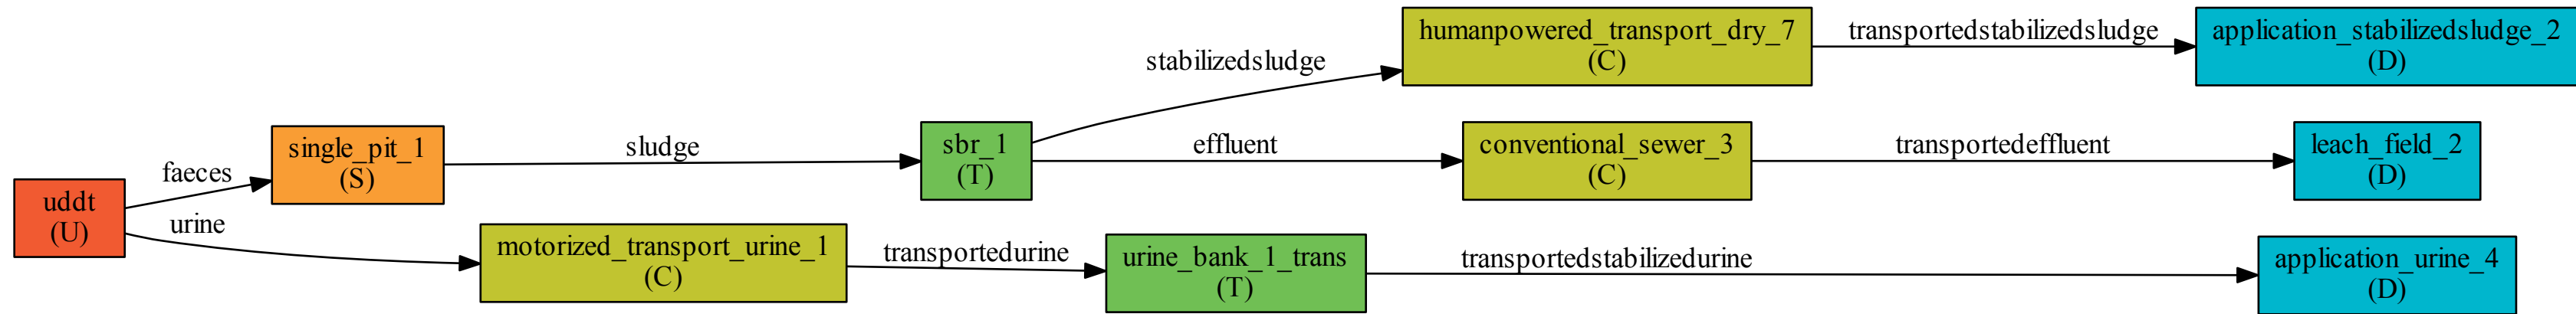 uddt
(U)
faeces
urine
single_pit_1
(S)
sludge
motorized_transport_urine_1
(C)
transportedurine
sbr_1
(T)
urine_bank_1_trans
(T)
stabilizedsludge
effluent
transportedstabilizedurine
humanpowered_transport_dry_7
(C)
conventional_sewer_3
(C)
transportedstabilizedsludge
transportedeffluent
application_stabilizedsludge_2
(D)
leach_field_2
(D)
application_urine_4
(D)